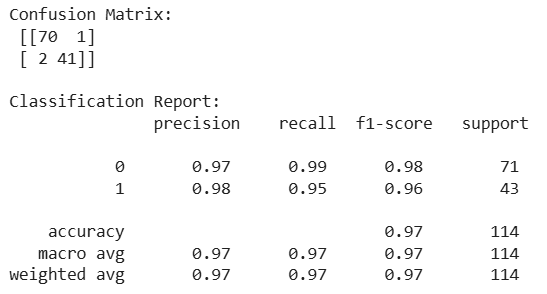 Confusion Matrix:
[[70  1]
[ 2 41]]
Classification Report:
precision    recall  f1-score   support
0       0.97      0.99      0.98        71
1       0.98      0.95      0.96        43
accuracy                           0.97       114
macro avg       0.97      0.97      0.97       114
weighted avg       0.97      0.97      0.97       114